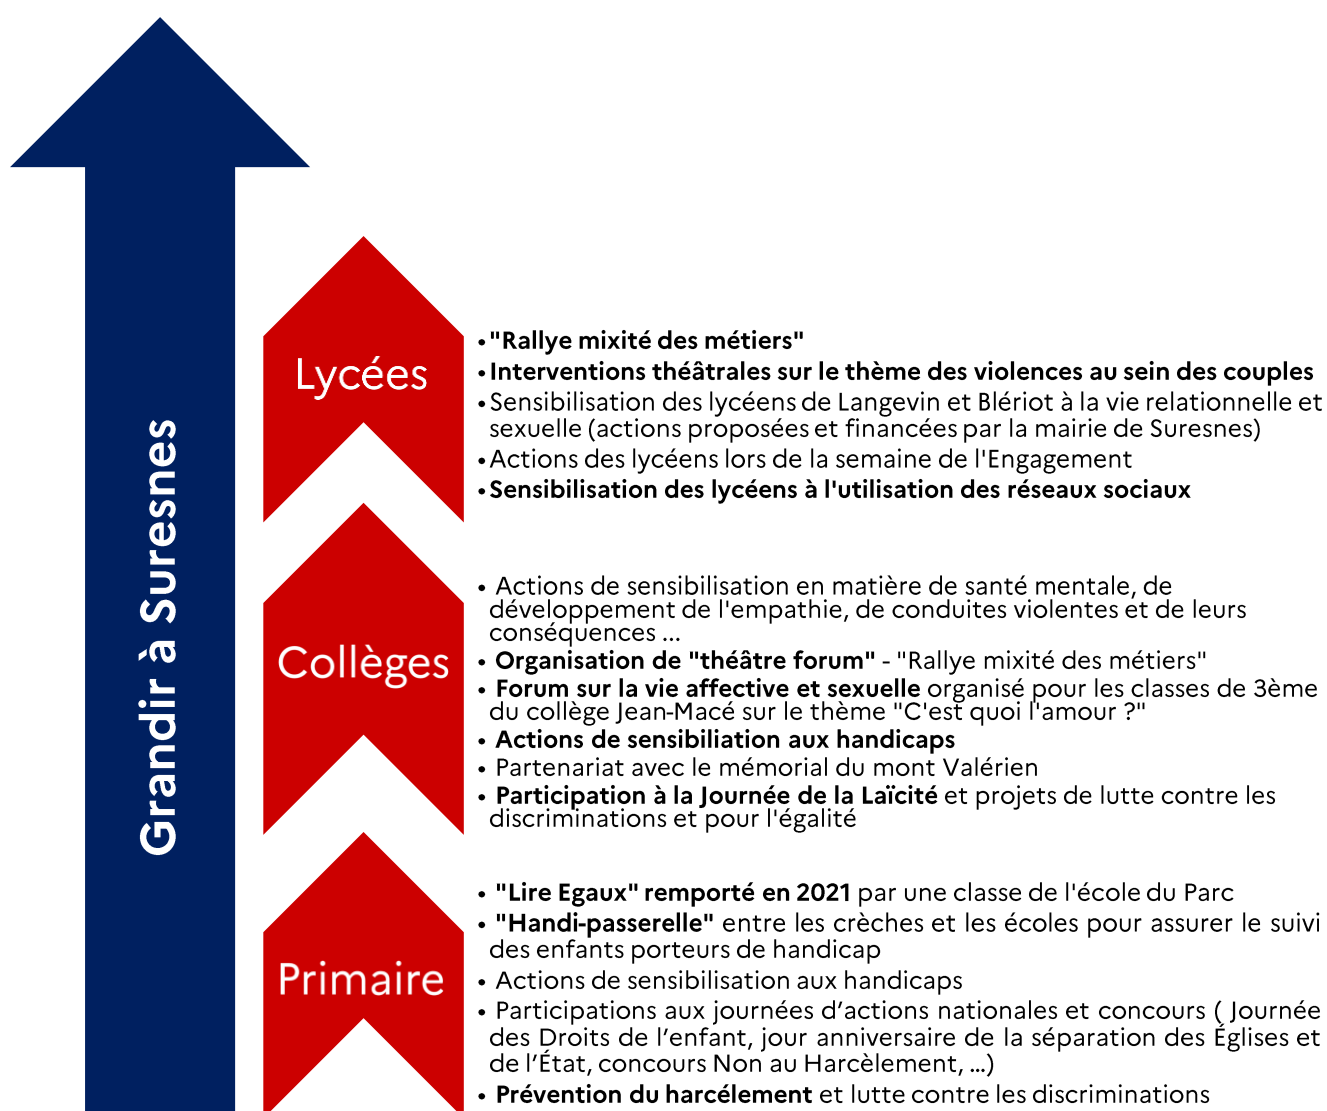 Grandir à Suresnes
Lycées
• "Rallye mixité des métiers"
• Interventions théâtrales sur le thème des violences au sein des couples
• Sensibilisation des lycéens de Langevin et Blériot à la vie relationnelle et
sexuelle (actions proposées et financées par la mairie de Suresnes)
• Actions des lycéens lors de la semaine de l'Engagement
• Sensibilisation des lycéens à l'utilisation des réseaux sociaux
Collèges
• Actions de sensibilisation en matière de santé mentale, de
développement de l'empathie, de conduites violentes et de leurs
conséquences ...
• Organisation de "théâtre forum" - "Rallye mixité des métiers"
• Forum sur la vie affective et sexuelle organisé pour les classes de 3ème
du collège Jean-Macé sur le thème "C'est quoi l'amour ?"
• Actions de sensibiliation aux handicaps
• Partenariat avec le mémorial du mont Valérien
• Participation à la Journée de la Laïcité et projets de lutte contre les
discriminations et pour l'égalité
Primaire
• "Lire Egaux" remporté en 2021 par une classe de l'école du Parc
• "Handi-passerelle" entre les crèches et les écoles pour assurer le suivi
des enfants porteurs de handicap
• Actions de sensibilisation aux handicaps
• Participations aux journées d’actions nationales et concours ( Journée
des Droits de l’enfant, jour anniversaire de la séparation des Églises et
de l’État, concours Non au Harcèlement, ...)
• Prévention du harcélement et lutte contre les discriminations